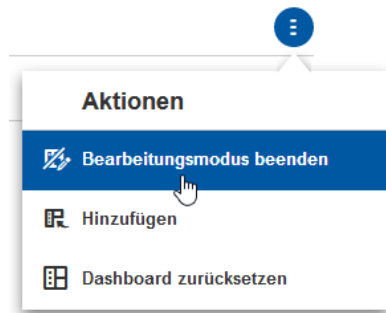 Aktionen
Bearbeitungsmodus beenden
Hinzufügen
Dashboard zurücksetzen